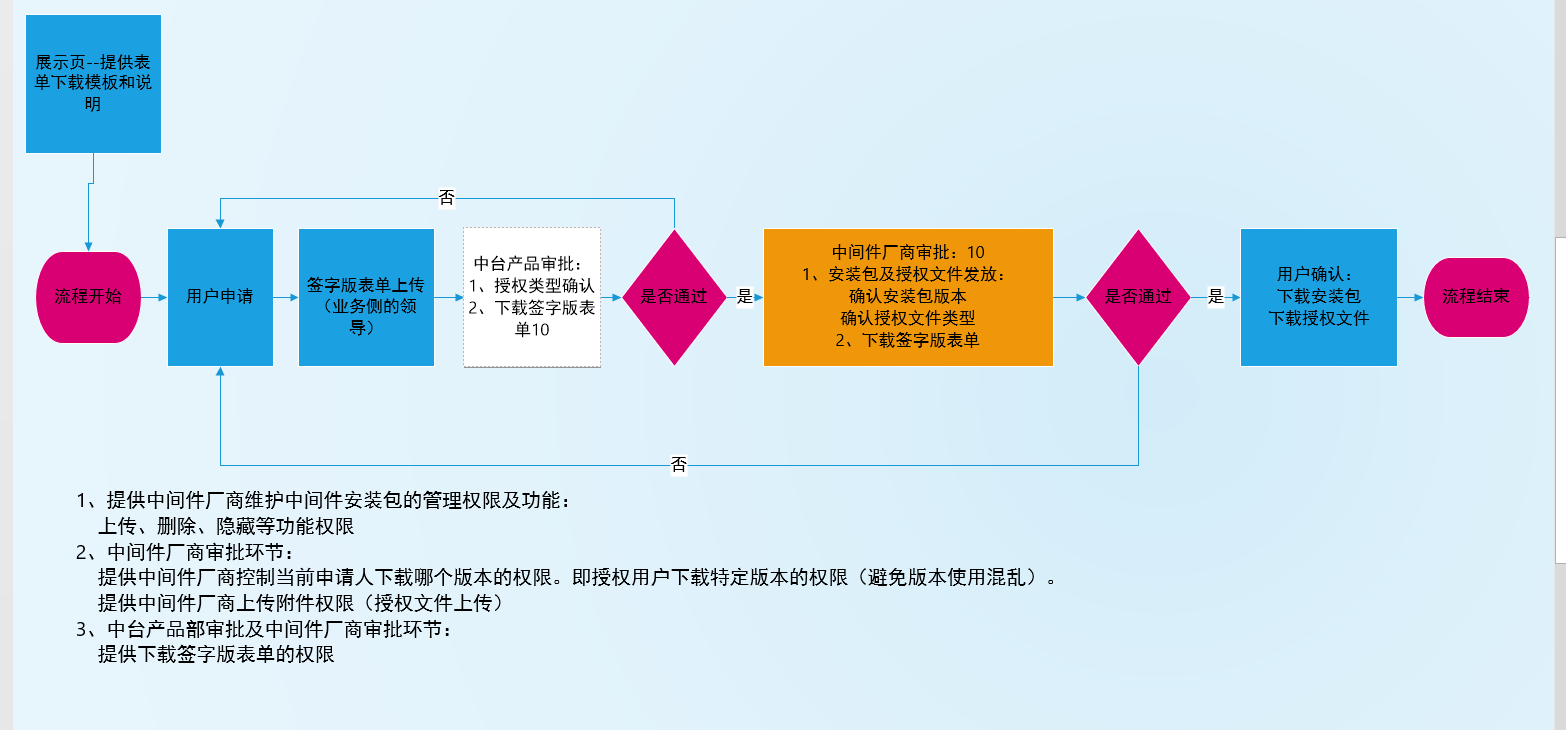 展示页--提供表
单下载模板和说
明
否
流程开始
用户申请
签字版表单上传
（业务侧的领
导）
中台产品审批：
1、授权类型确认
2、下载签字版表
单10
是否通过
是
中间件厂商审批：10
1、安装包及授权文件发放：
确认安装包版本
确认授权文件类型
2、下载签字版表单
是否通过
是
用户确认：
下载安装包
下载授权文件
流程结束
否
1、提供中间件厂商维护中间件安装包的管理权限及功能：
上传、删除、隐藏等功能权限
2、中间件厂商审批环节：
提供中间件厂商控制当前申请人下载哪个版本的权限。即授权用户下载特定版本的权限（避免版本使用混乱）。
提供中间件厂商上传附件权限（授权文件上传）
3、中台产品部审批及中间件厂商审批环节：
提供下载签字版表单的权限